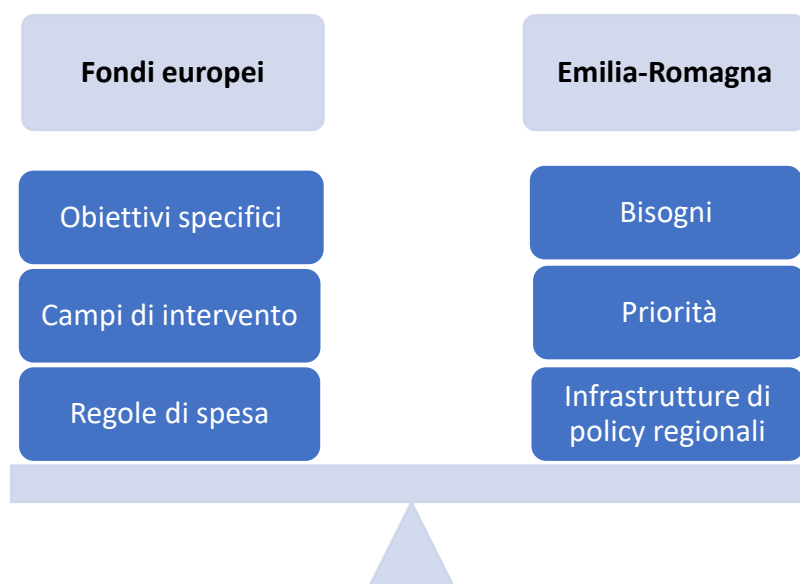 Fondi europei
Obiettivi specifici
Campi di intervento
Regole di spesa
Emilia-Romagna
Bisogni
Priorità
Infrastrutture di
policy regionali